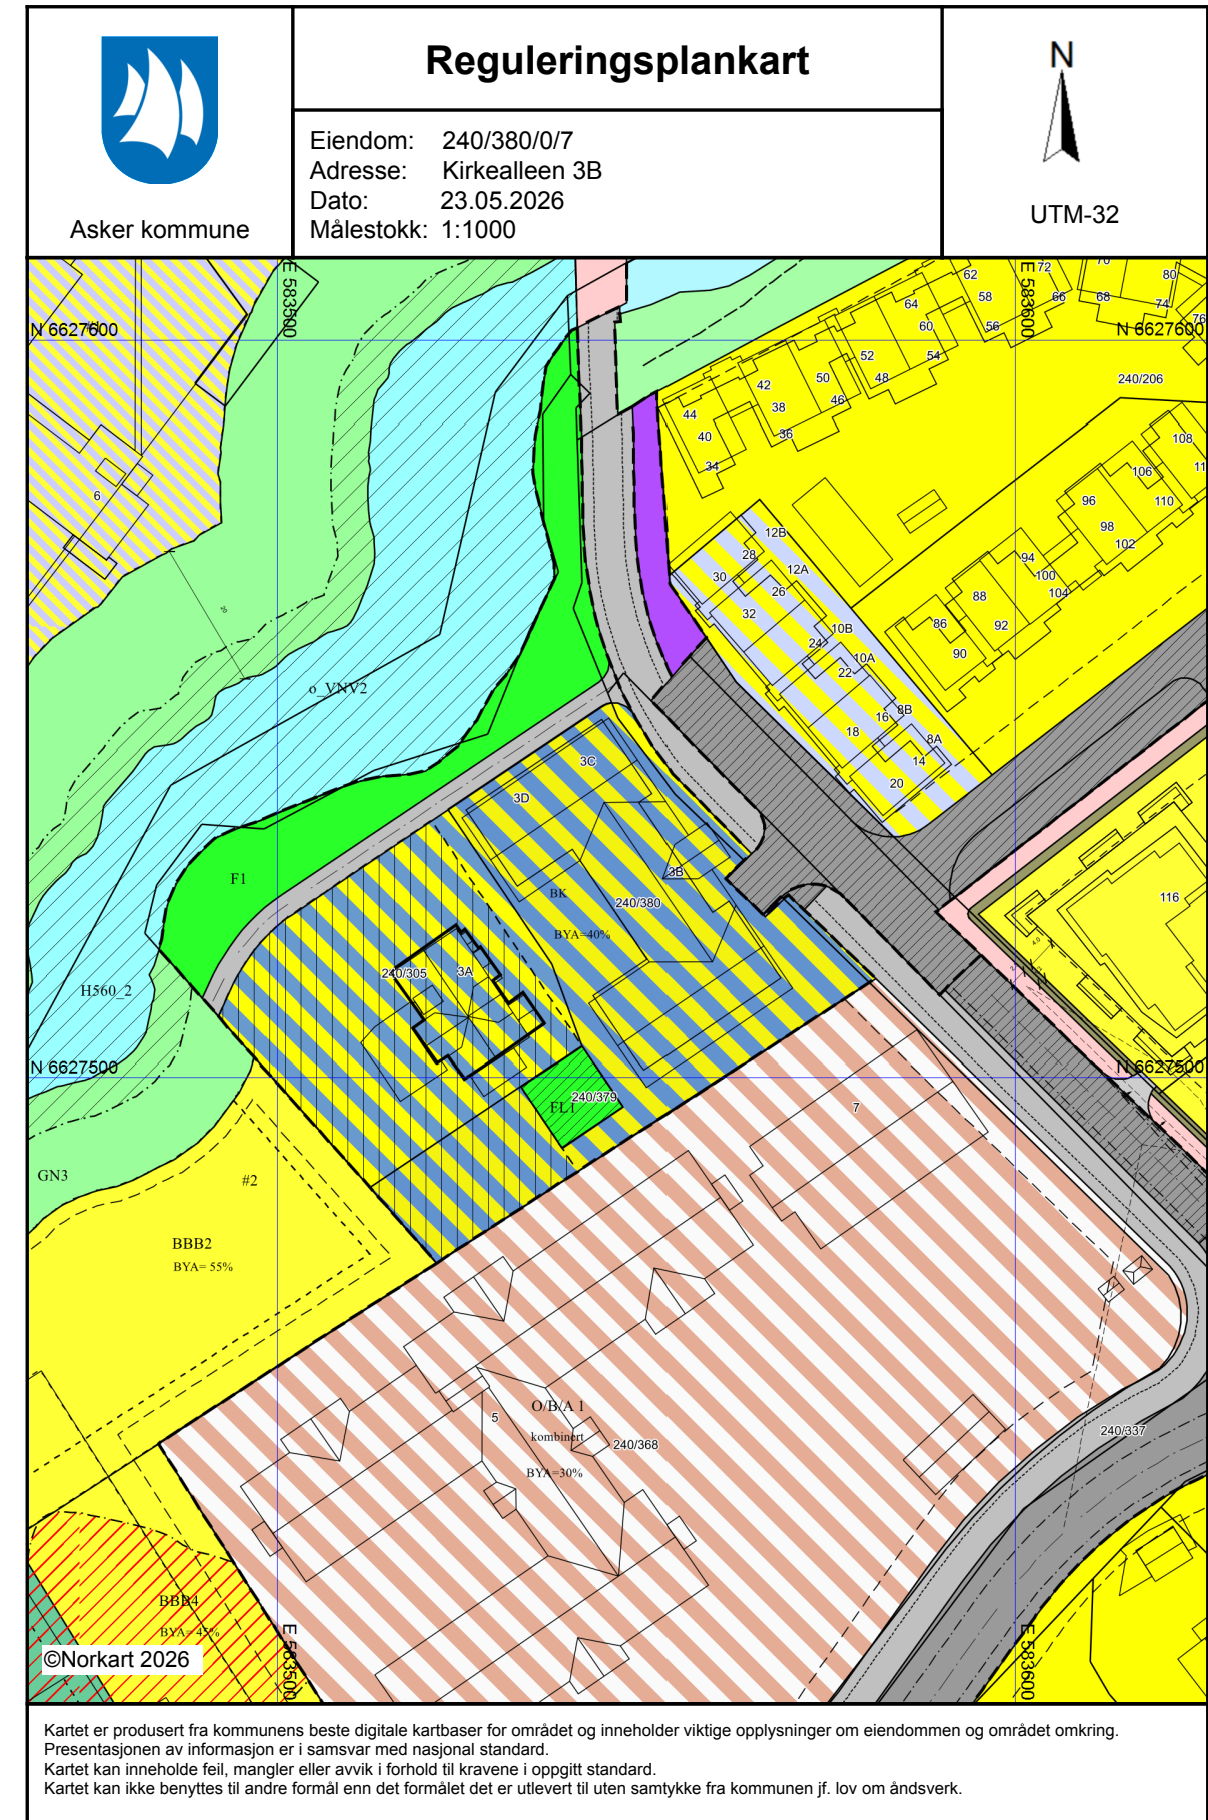 Reguleringsplankart
Asker kommune
Eiendom: 240/380/0/7
Adresse: Kirkealleen 3B
Dato: 23.05.2026
Målestokk: 1:1000
N
UTM-32
E 583500
E 583600
62
72
70
80
58
66
68
74
64
60
56
76
N 6627600
N 6627600
52
54
48
240/206
42
50
38
46
44
36
40
34
108
11
106
6
96
110
98
102
12B
28
94
30
12A
100
26
104
88
32
86
92
10B
24
90
10A
22
20
o_VNV2
16
8B
18
8A
14
20
3C
3D
F1
3B
BK
240/380
116
BYA=40%
4.0
240/305
3A
H560_2
N 6627500
N 6627500
240/379
FL1
7
GN3
#2
BBB2
BYA= 55%
O/B/A 1
5
kombinert
240/368
240/337
BYA=30%
BBB4
BYA= 45%
E 583500
E 583600
©Norkart 2026
Kartet er produsert fra kommunens beste digitale kartbaser for området og inneholder viktige opplysninger om eiendommen og området omkring.
Presentasjonen av informasjon er i samsvar med nasjonal standard.
Kartet kan inneholde feil, mangler eller avvik i forhold til kravene i oppgitt standard.
Kartet kan ikke benyttes til andre formål enn det formålet det er utlevert til uten samtykke fra kommunen jf. lov om åndsverk.